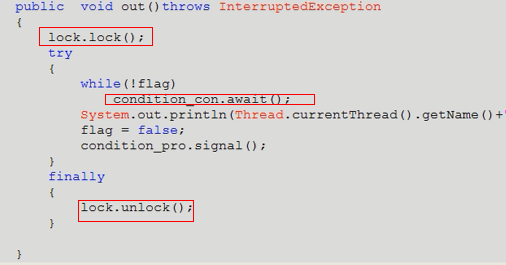 public  void out()throws InterruptedException
{
lock.lock();
try
{
while(!flag)
condition_con.await();
System.out.println(Thread.currentThread().getName()+"
flag = false;
condition_pro.signal();
}
finally
{
lock.unlock();
}
}